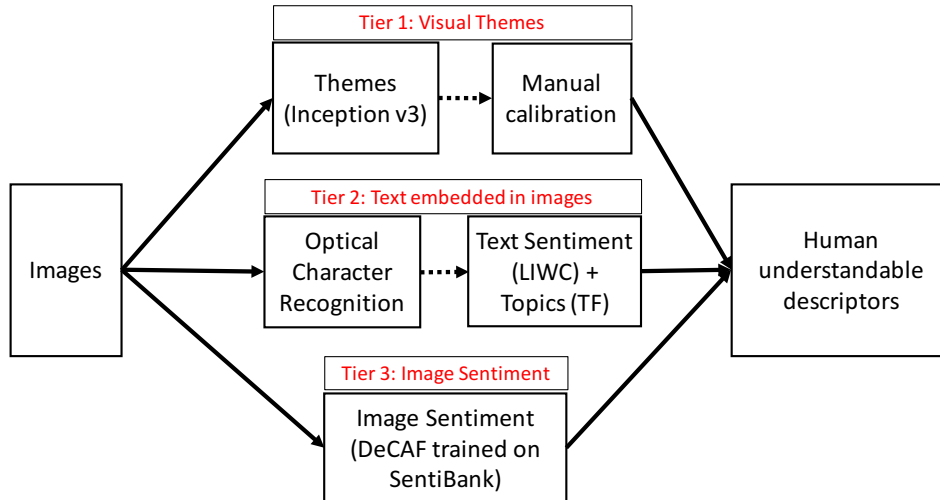 Tier 1: Visual Themes
Themes
(Inception v3)
Manual
calibration
Images
Tier 2: Text embedded in images
Optical
Character
Recognition
Text Sentiment
(LIWC) +
Topics (TF)
Human
understandable
descriptors
Tier 3: Image Sentiment
Image Sentiment
(DeCAF trained on
SentiBank)